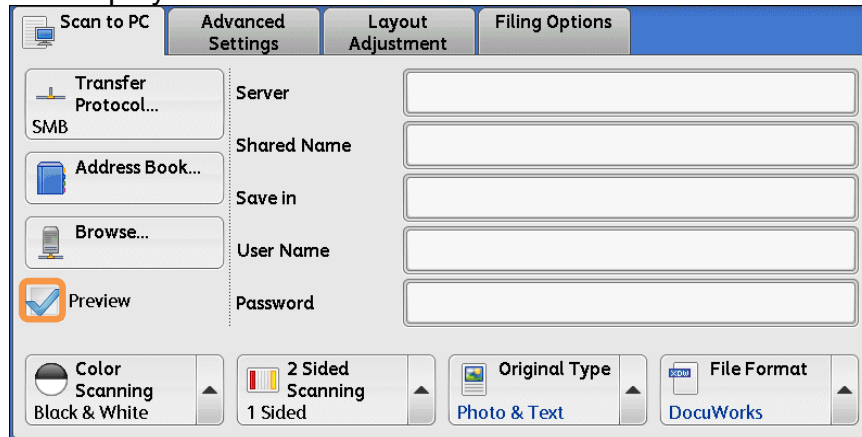 Scan to PC
Advanced
Settings
Layout
Adjustment
Filing Options
Transfer
Protocol...
SMB
Address Book...
Browse...
Preview
Server
Shared Name
Save in
User Name
Password
Color
Scanning
Black & White
2 Sided
Scanning
1 Sided
Original Type
Photo & Text
XDW
File Format
DocuWorks